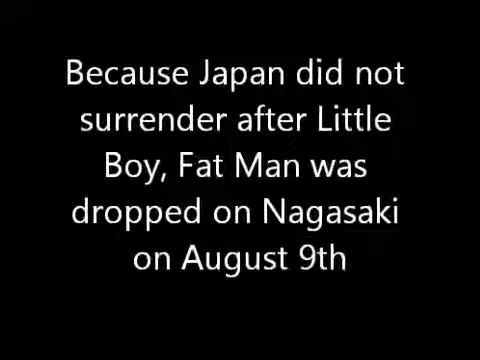 Because Japan did not
surrender after Little
Boy, Fat Man was
dropped on Nagasaki
on August 9th